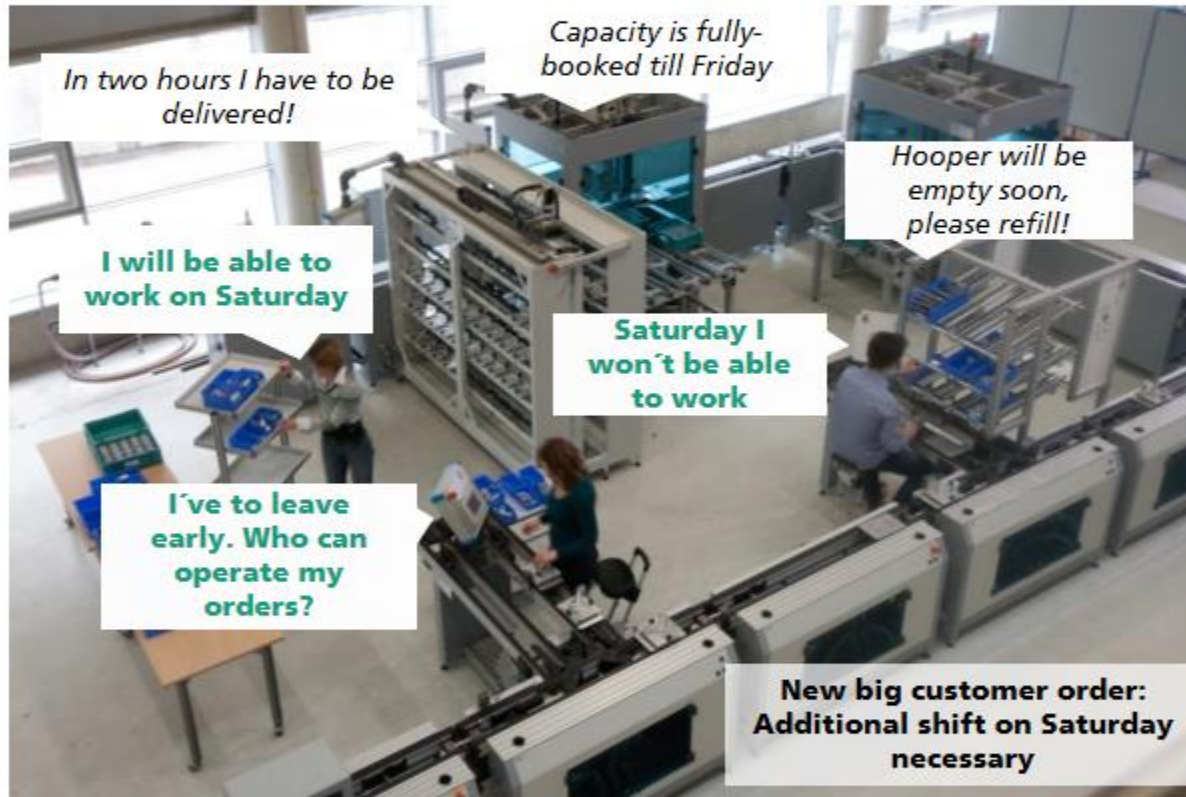 In two hours I have to be
delivered!
Capacity is fully-
booked till Friday
Hooper will be
empty soon,
please refill!
I will be able to
work on Saturday
Saturday I
won´t be able
to work
I´ve to leave
early. Who can
operate my
orders?
New big customer order:
Additional shift on Saturday
necessary